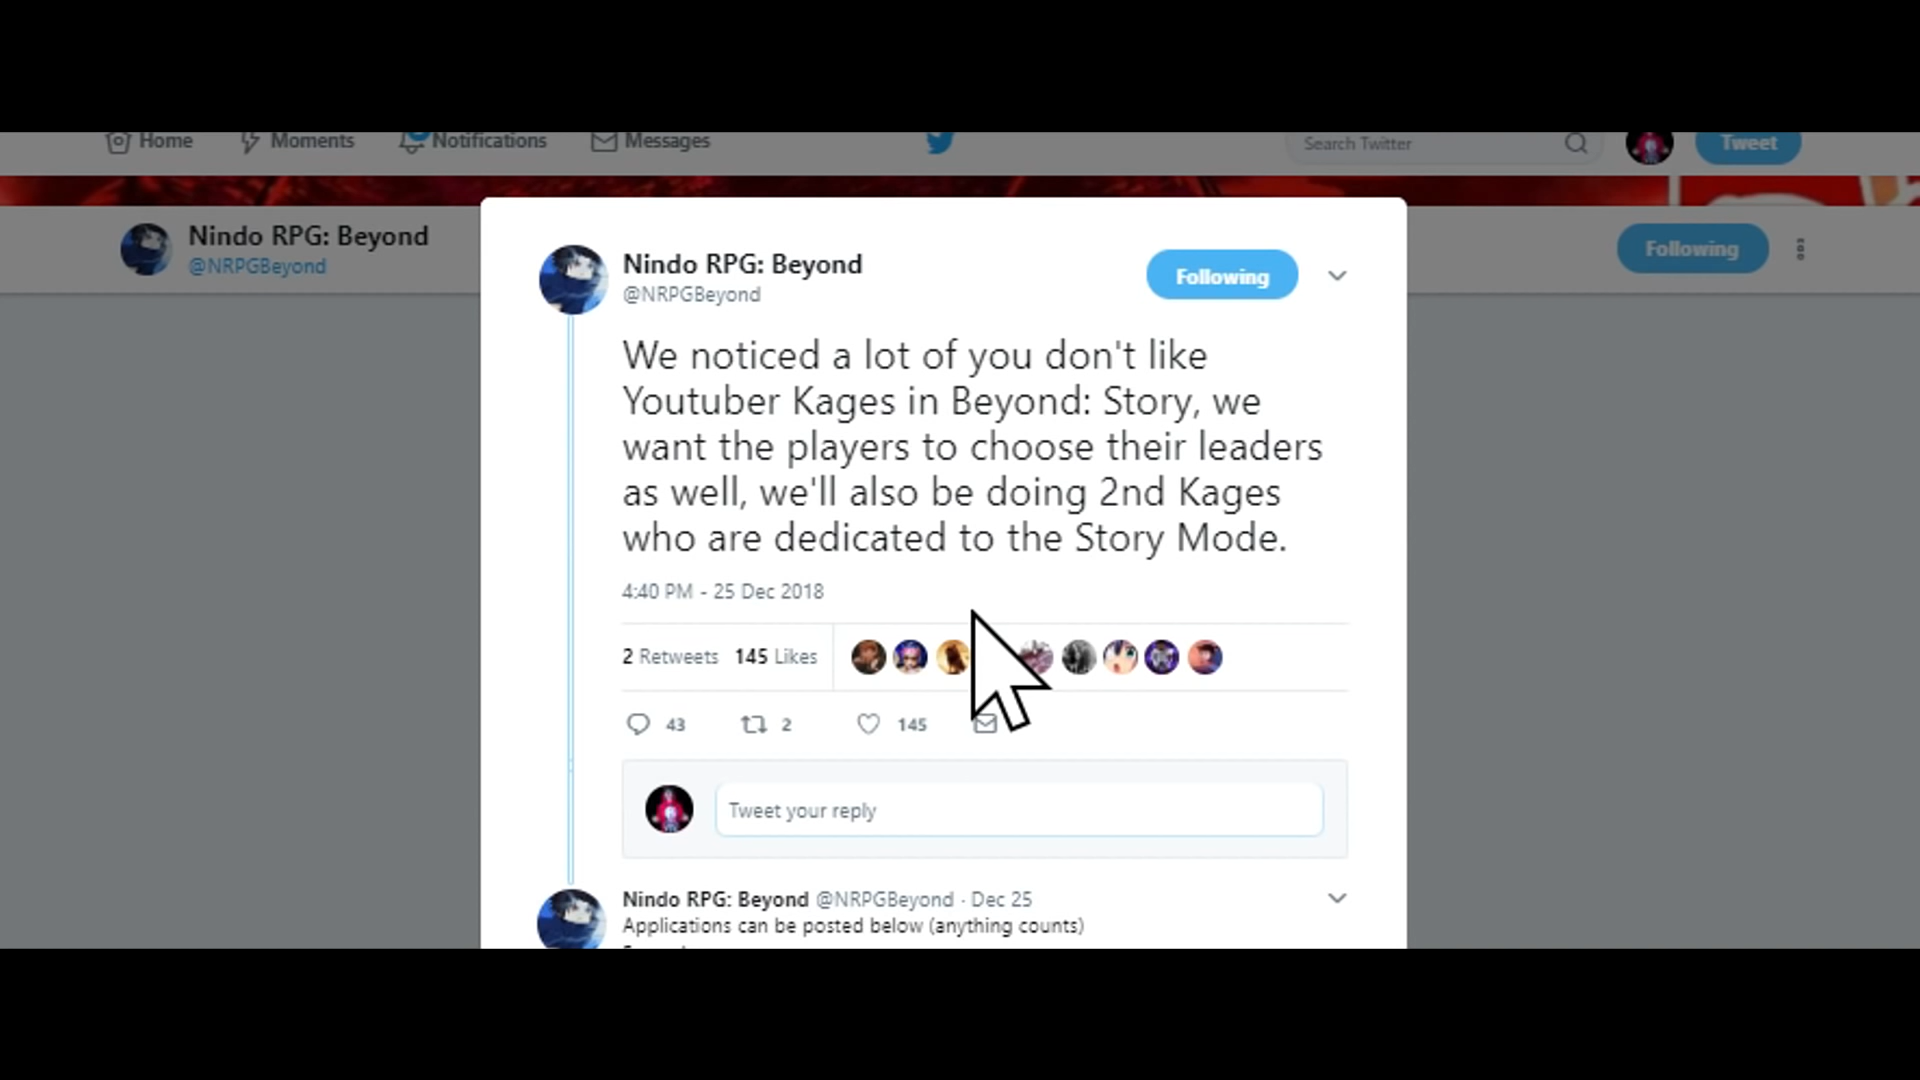 Home Moments Notifications Messages Search Twitter Tweet
Nindo RPG: Beyond
@NRPGBeyond
Following
Nindo RPG: Beyond
@NRPGBeyond
Following
We noticed a lot of you don't like
Youtuber Kages in Beyond: Story, we
want the players to choose their leaders
as well, we'll also be doing 2nd Kages
who are dedicated to the Story Mode.
4:40 PM - 25 Dec 2018
2 Retweets 145 Likes
43 2 145
Tweet your reply
Nindo RPG: Beyond @NRPGBeyond · Dec 25
Applications can be posted below (anything counts)